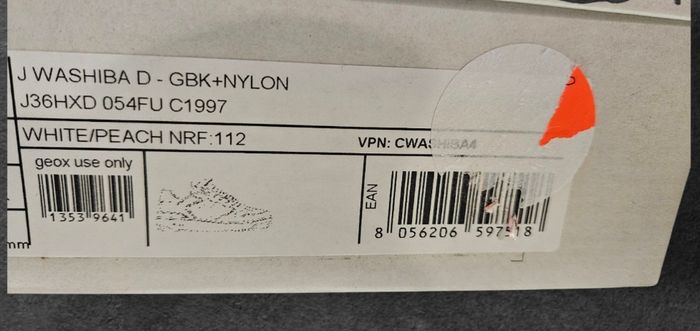 J WASHIBA D - GBK+NYLON
J36HXD 054FU C1997
WHITE/PEACH NRF:112
VPN: CWASHIBA4
geox use only
1353 9641
EAN
8 056206 597518
mm